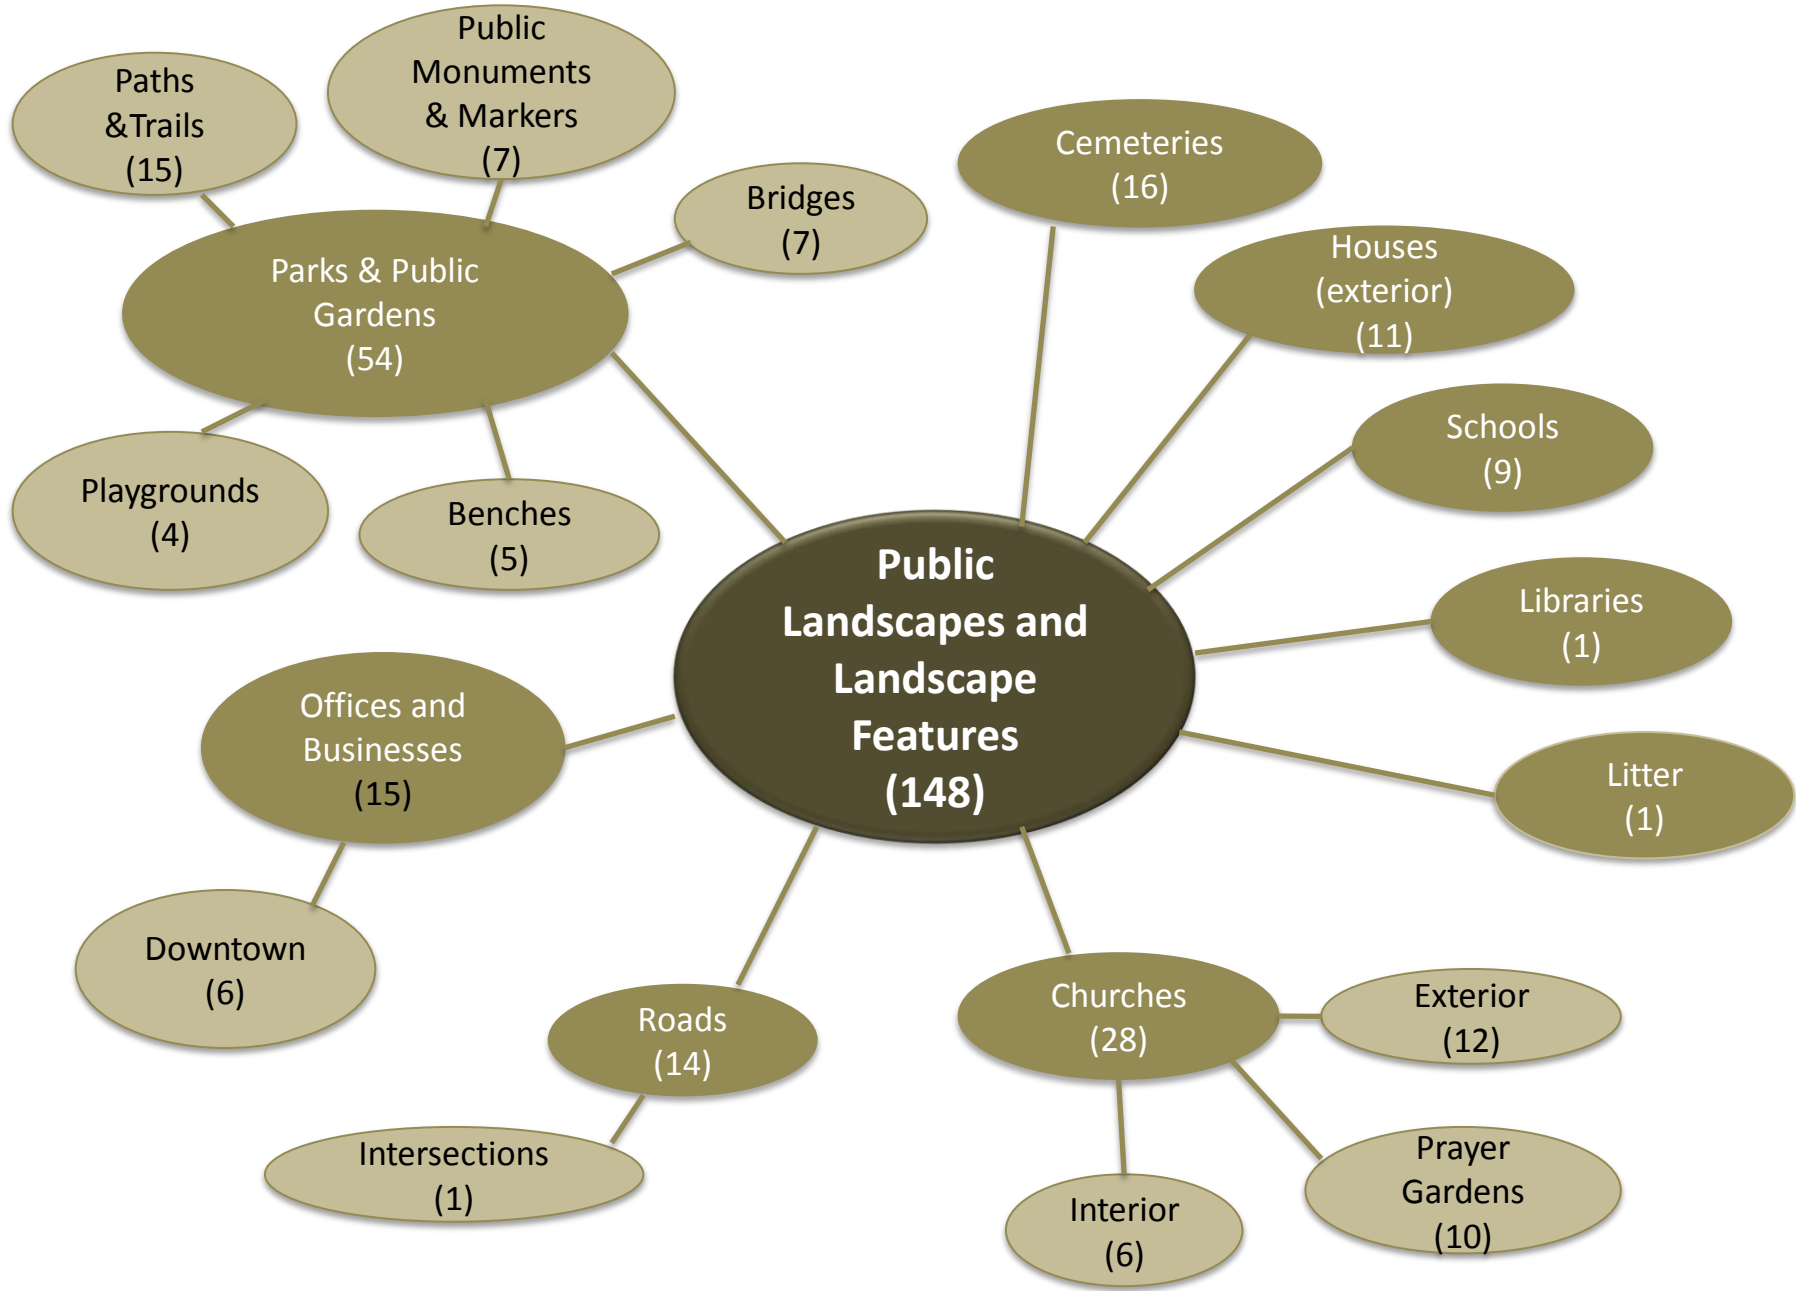 Paths
&Trails
(15)
Public
Monuments
& Markers
(7)
Bridges
(7)
Parks & Public
Gardens
(54)
Playgrounds
(4)
Benches
(5)
Cemeteries
(16)
Houses
(exterior)
(11)
Schools
(9)
Libraries
(1)
Litter
(1)
Public
Landscapes and
Landscape
Features
(148)
Offices and
Businesses
(15)
Downtown
(6)
Roads
(14)
Intersections
(1)
Churches
(28)
Exterior
(12)
Prayer
Gardens
(10)
Interior
(6)